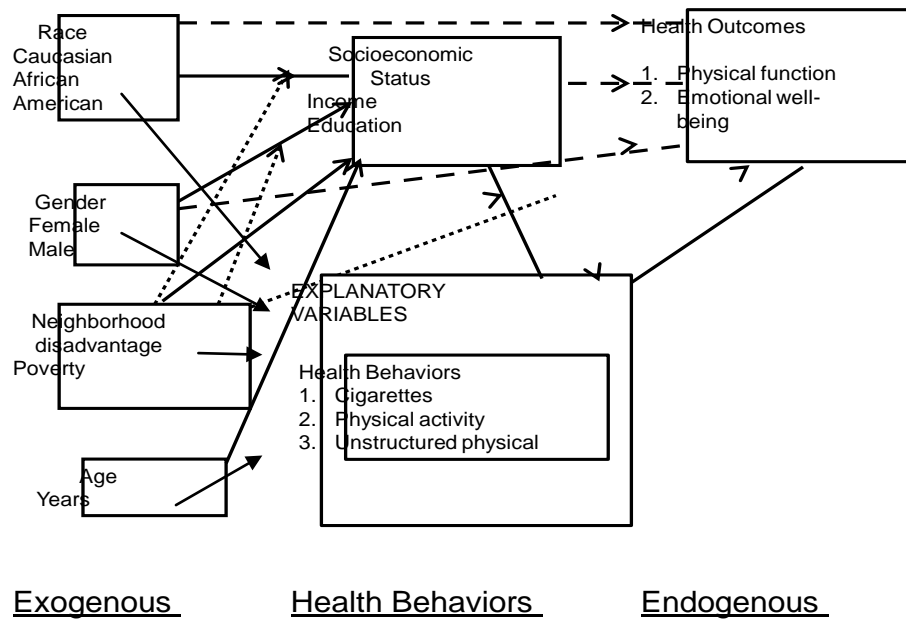 Race
Caucasian
African
American
Socioeconomic
Status
Income
Education
Health Outcomes
1. Physical function
2. Emotional well-
being
Gender
Female
Male
Neighborhood
disadvantage
Poverty
EXPLANATORY
VARIABLES
Health Behaviors
1. Cigarettes
2. Physical activity
3. Unstructured physical
Age
Years
Exogenous
Health Behaviors
Endogenous